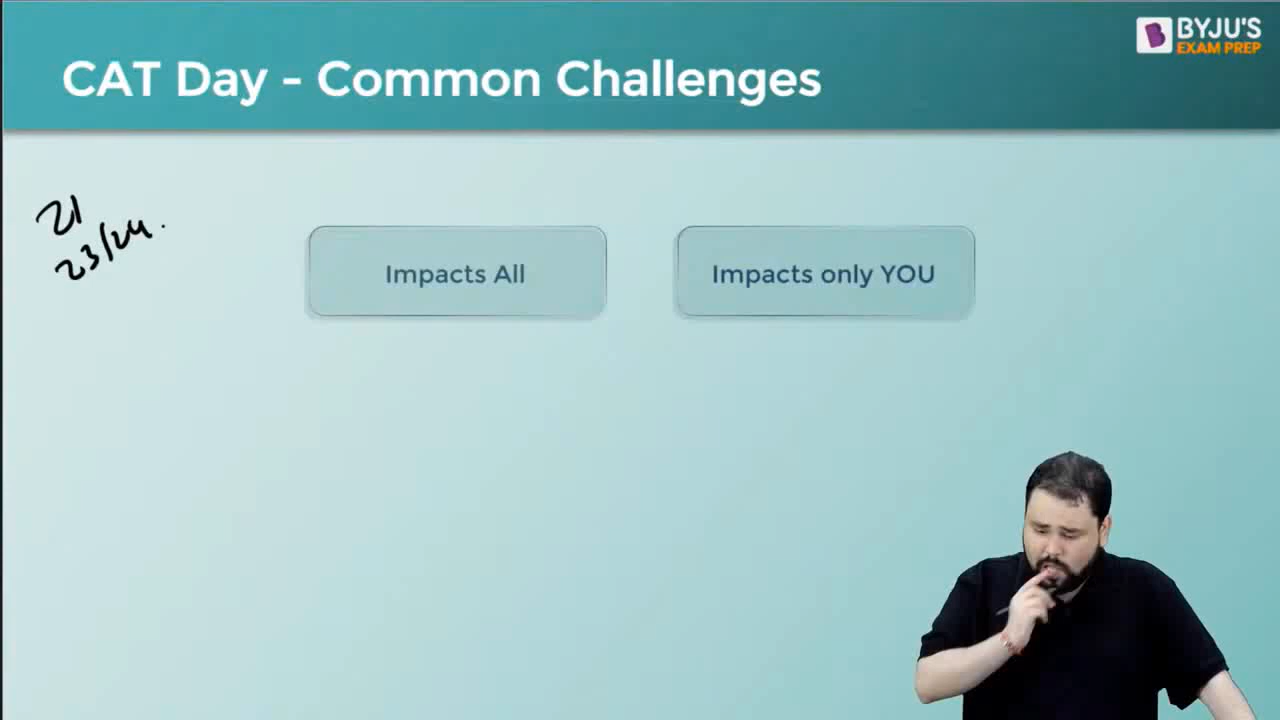 BYJU'S
EXAM PREP
CAT Day - Common Challenges
21
23/24.
Impacts All
Impacts only YOU